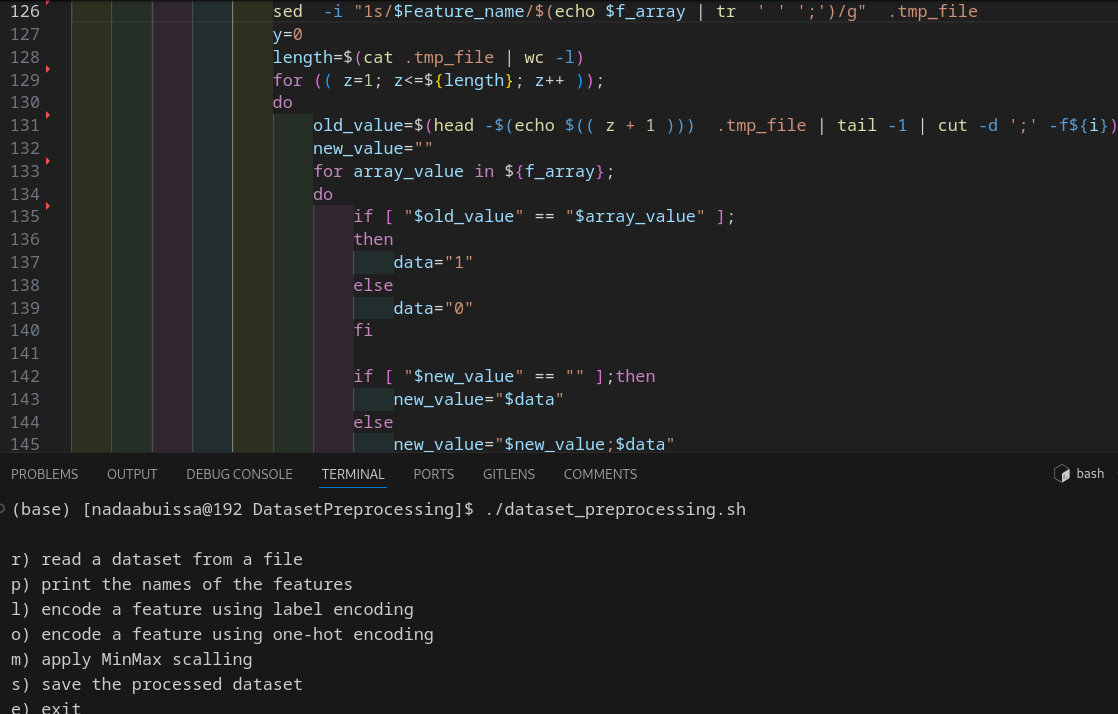 126 sed  -i "1s/$Feature_name/$(echo $f_array | tr  ' ' ';')/g"  .tmp_file
127 y=0
128 length=$(cat .tmp_file | wc -l)
129 for (( z=1; z<=${length}; z++ ));
130 do
131 old_value=$(head -$(echo $(( z + 1 )))  .tmp_file | tail -1 | cut -d ';' -f${i})
132 new_value=""
133 for array_value in ${f_array};
134 do
135 if [ "$old_value" == "$array_value" ];
136 then
137 data="1"
138 else
139 data="0"
140 fi
141
142 if [ "$new_value" == "" ];then
143 new_value="$data"
144 else
145 new_value="$new_value;$data"
PROBLEMS OUTPUT DEBUG CONSOLE TERMINAL PORTS GITLENS COMMENTS bash
(base) [nadaabuissa@192 DatasetPreprocessing]$ ./dataset_preprocessing.sh
r) read a dataset from a file
p) print the names of the features
l) encode a feature using label encoding
o) encode a feature using one-hot encoding
m) apply MinMax scalling
s) save the processed dataset
e) exit